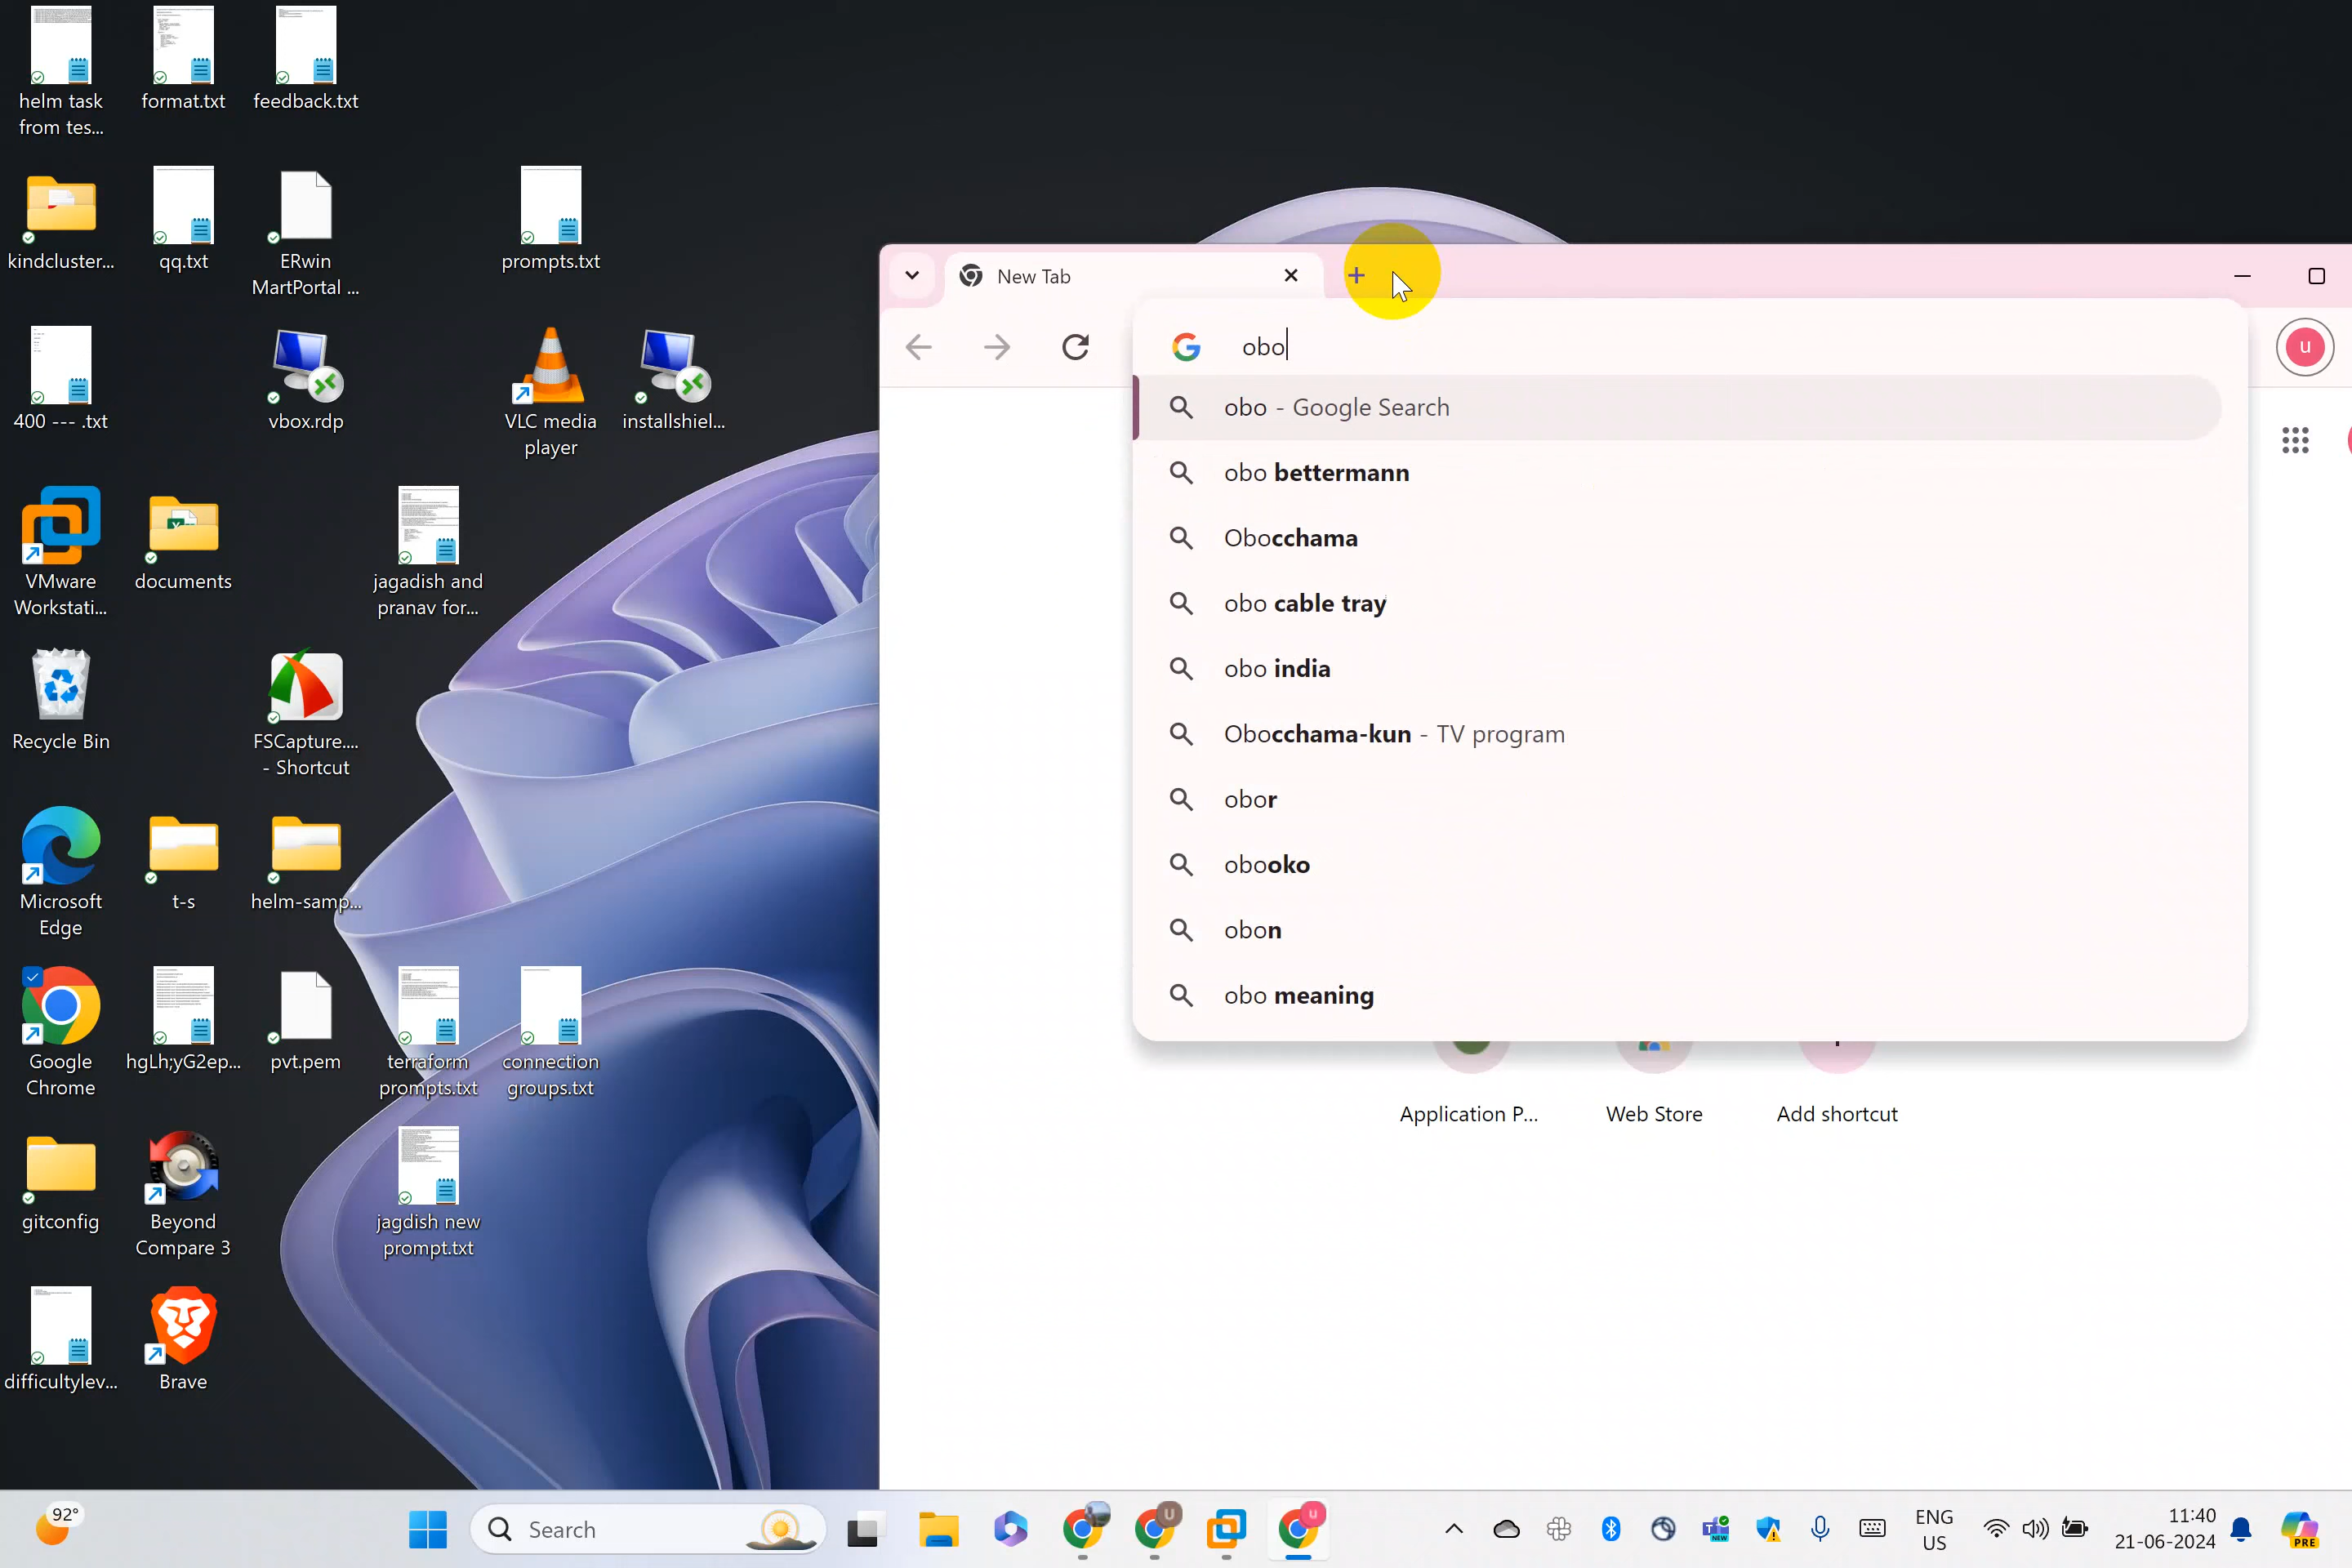 helm task
from tes...
format.txt
feedback.txt
kindcluster...
qq.txt
ERwin
MartPortal ...
prompts.txt
400 --- .txt
vbox.rdp
VLC media
player
installshiel...
VMware
Workstati...
documents
jagadish and
pranav for...
Recycle Bin
FSCapture....
- Shortcut
Microsoft
Edge
t-s
helm-samp...
Google
Chrome
hgLh;yG2ep...
pvt.pem
terraform
prompts.txt
connection
groups.txt
gitconfig
Beyond
Compare 3
jagdish new
prompt.txt
difficultylev...
Brave
New Tab
obo
u
obo - Google Search
obo bettermann
Obocchama
obo cable tray
obo india
Obocchama-kun - TV program
obor
obooko
obon
obo meaning
Application P...
Web Store
Add shortcut
92°
Search
U
u
NEW
ENG
US
11:40
21-06-2024
PRE